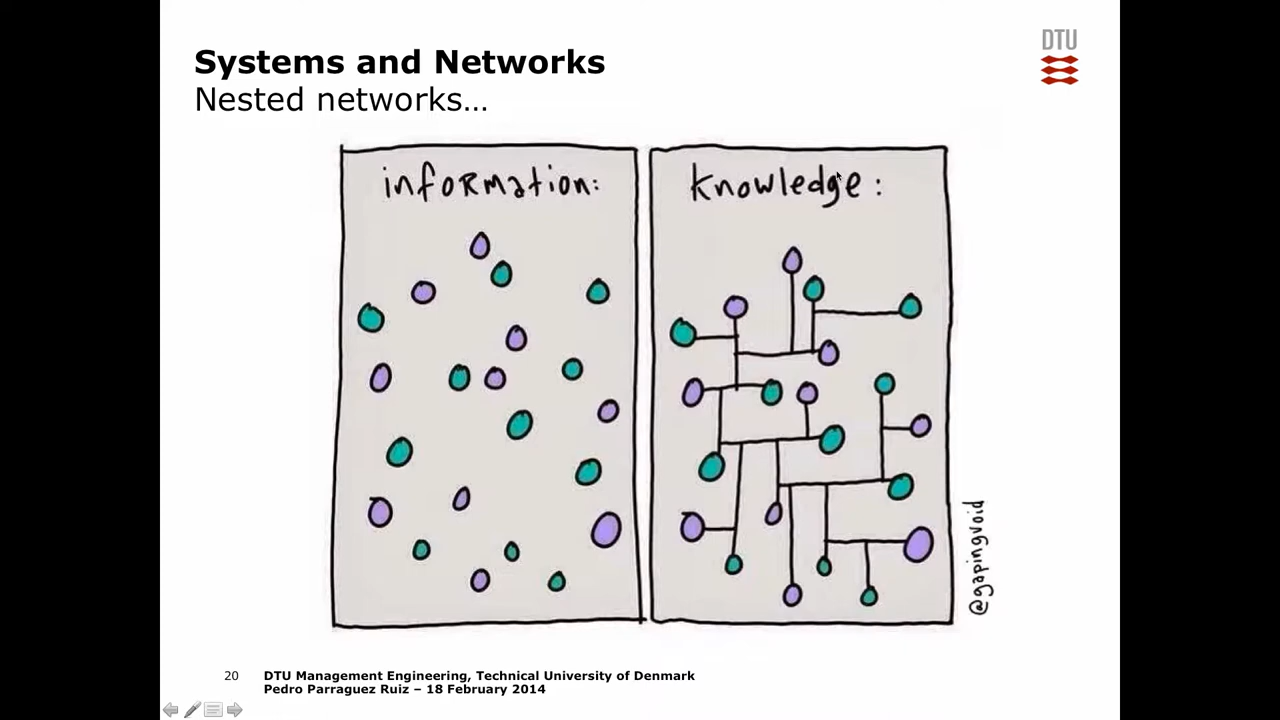 Systems and Networks
DTU
Nested networks…
information:
knowledge:
@gapingvoid
20
DTU Management Engineering, Technical University of Denmark
Pedro Parraguez Ruiz – 18 February 2014